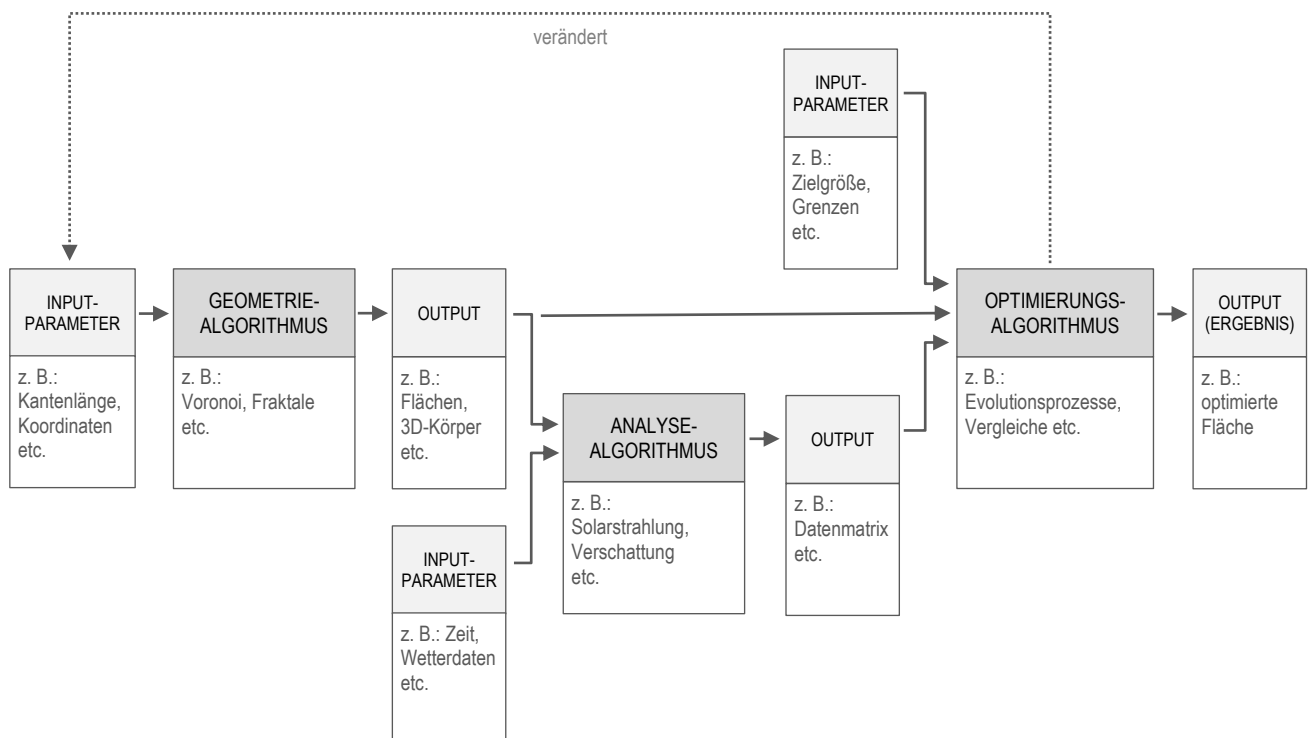 verändert
INPUT-
PARAMETER
z. B.:
Zielgröße,
Grenzen
etc.
INPUT-
PARAMETER
z. B.:
Kantenlänge,
Koordinaten
etc.
GEOMETRIE-
ALGORITHMUS
z. B.:
Voronoi, Fraktale
etc.
OUTPUT
z. B.:
Flächen,
3D-Körper
etc.
OPTIMIERUNGS-
ALGORITHMUS
z. B.:
Evolutionsprozesse,
Vergleiche etc.
OUTPUT
(ERGEBNIS)
z. B.:
optimierte
Fläche
ANALYSE-
ALGORITHMUS
z. B.:
Solarstrahlung,
Verschattung
etc.
OUTPUT
z. B.:
Datenmatrix
etc.
INPUT-
PARAMETER
z. B.: Zeit,
Wetterdaten
etc.